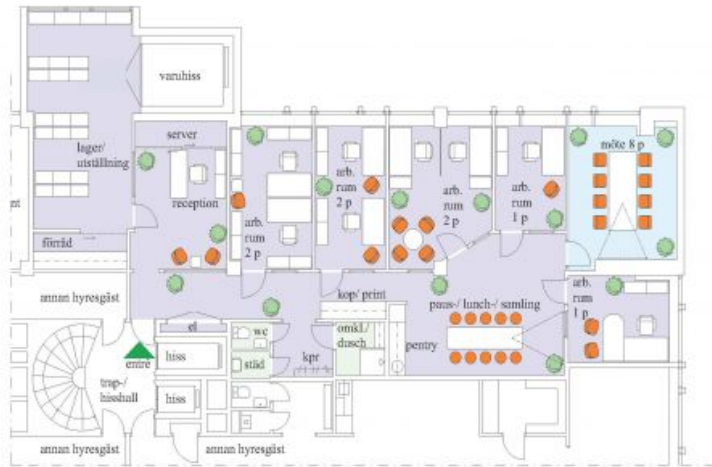 varuhiss
server
lager/
utställning
reception
arb.
rum
2 p
arb.
rum
2 p
arb.
rum
2 p
arb.
rum
1 p
möte 8 p
förråd
annan hyresgäst
kop/ print
paus-/ lunch-/ samling
arb.
rum
1 p
el
wc
omkl./
dusch
pentry
entré
hiss
städ
kpr
trap-/
hisshall
hiss
annan hyresgäst
annan hyresgäst